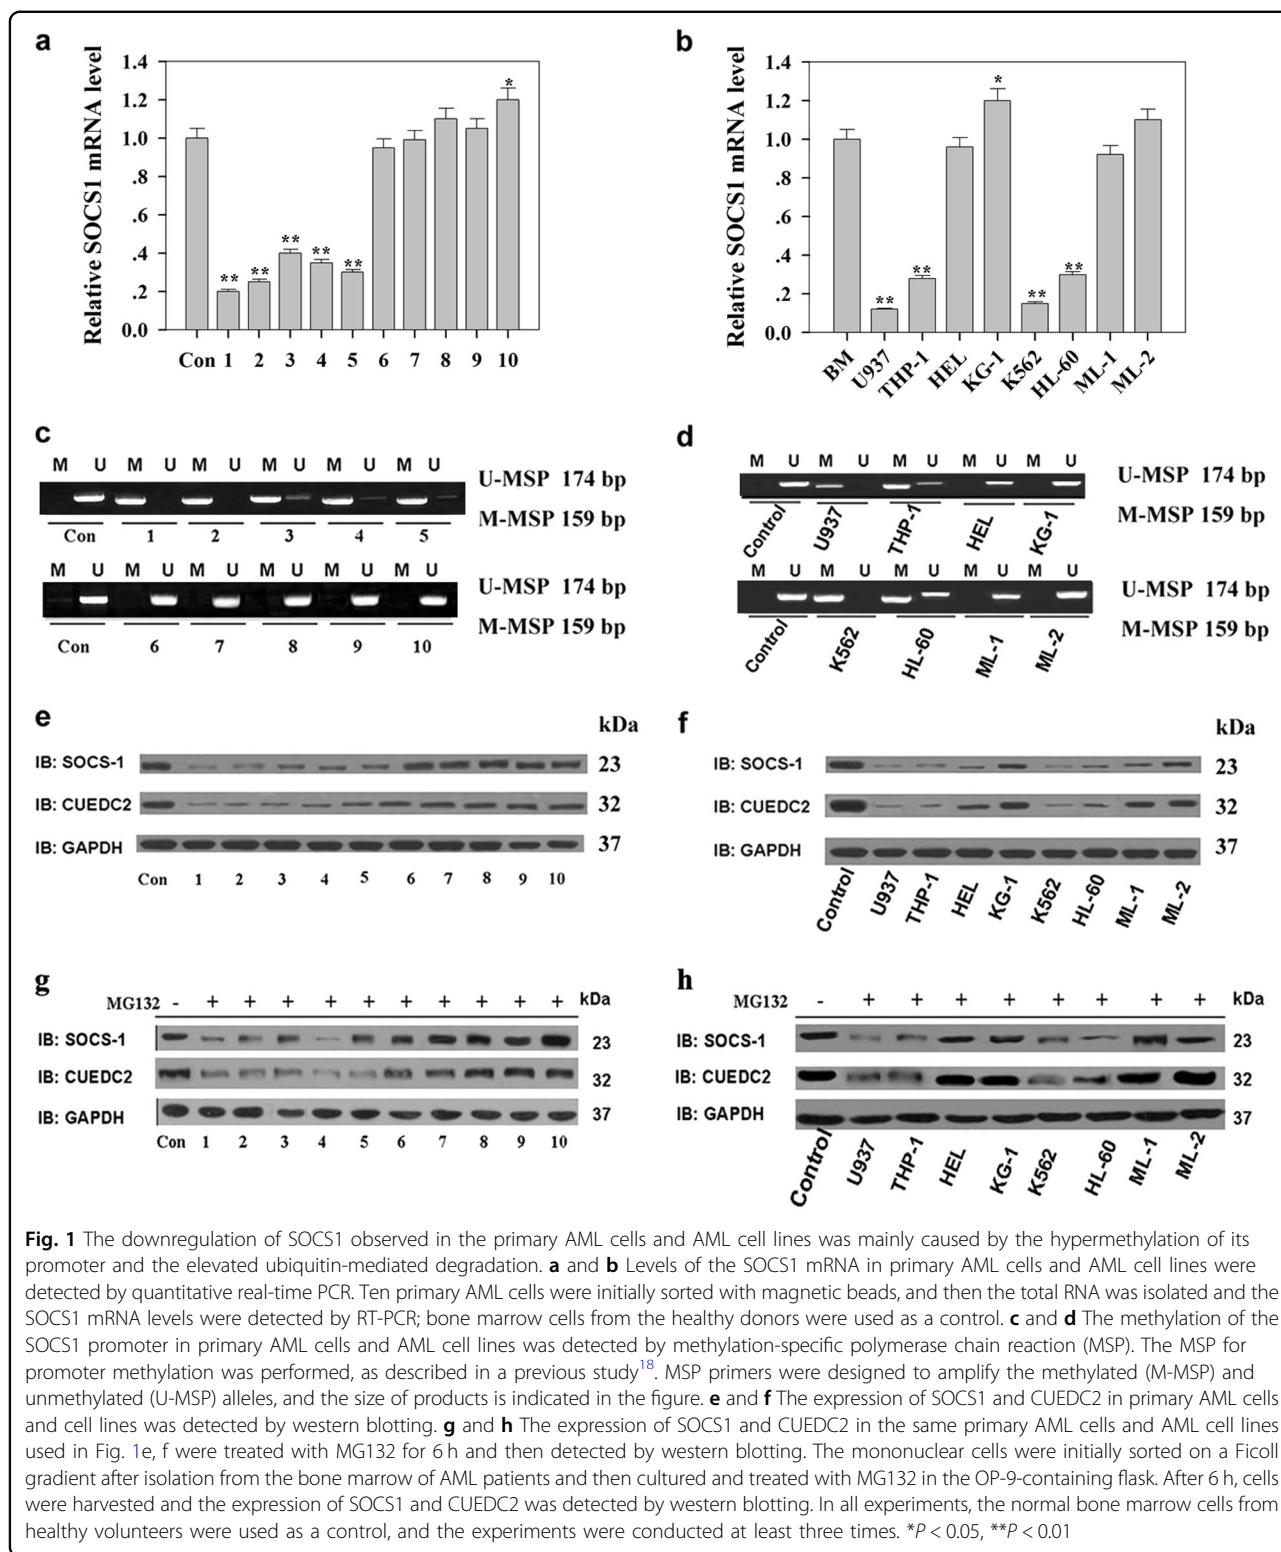 a
Relative SOCS1 mRNA level
1.4
1.2
1.0
.8
.6
.4
.2
0.0
** ** ** ** ** *
Con 1 2 3 4 5 6 7 8 9 10
b
Relative SOCS1 mRNA level
1.4
1.2
1.0
.8
.6
.4
.2
0.0
** ** * ** **
BM U937 THP-1 HEL KG-1 K562 HL-60 ML-1 ML-2
c
M U M U M U M U M U M U
U-MSP 174 bp
M-MSP 159 bp
Con 1 2 3 4 5
M U M U M U M U M U M U
U-MSP 174 bp
M-MSP 159 bp
Con 6 7 8 9 10
d
M U M U M U M U M U
U-MSP 174 bp
M-MSP 159 bp
Control U937 THP-1 HEL KG-1
M U M U M U M U M U
U-MSP 174 bp
M-MSP 159 bp
Control K562 HL-60 ML-1 ML-2
e
kDa
IB: SOCS-1 23
IB: CUEDC2 32
IB: GAPDH 37
Con 1 2 3 4 5 6 7 8 9 10
f
kDa
IB: SOCS-1 23
IB: CUEDC2 32
IB: GAPDH 37
Control U937 THP-1 HEL KG-1 K562 HL-60 ML-1 ML-2
g
MG132 - + + + + + + + + + + kDa
IB: SOCS-1 23
IB: CUEDC2 32
IB: GAPDH 37
Con 1 2 3 4 5 6 7 8 9 10
h
MG132 - + + + + + + + + kDa
IB: SOCS-1 23
IB: CUEDC2 32
IB: GAPDH 37
Control U937 THP-1 HEL KG-1 K562 HL-60 ML-1 ML-2
Fig. 1 The downregulation of SOCS1 observed in the primary AML cells and AML cell lines was mainly caused by the hypermethylation of its
promoter and the elevated ubiquitin-mediated degradation. a and b Levels of the SOCS1 mRNA in primary AML cells and AML cell lines were
detected by quantitative real-time PCR. Ten primary AML cells were initially sorted with magnetic beads, and then the total RNA was isolated and the
SOCS1 mRNA levels were detected by RT-PCR; bone marrow cells from the healthy donors were used as a control. c and d The methylation of the
SOCS1 promoter in primary AML cells and AML cell lines was detected by methylation-specific polymerase chain reaction (MSP). The MSP for
promoter methylation was performed, as described in a previous study18. MSP primers were designed to amplify the methylated (M-MSP) and
unmethylated (U-MSP) alleles, and the size of products is indicated in the figure. e and f The expression of SOCS1 and CUEDC2 in primary AML cells
and cell lines was detected by western blotting. g and h The expression of SOCS1 and CUEDC2 in the same primary AML cells and AML cell lines
used in Fig. 1e, f were treated with MG132 for 6 h and then detected by western blotting. The mononuclear cells were initially sorted on a Ficoll
gradient after isolation from the bone marrow of AML patients and then cultured and treated with MG132 in the OP-9-containing flask. After 6 h, cells
were harvested and the expression of SOCS1 and CUEDC2 was detected by western blotting. In all experiments, the normal bone marrow cells from
healthy volunteers were used as a control, and the experiments were conducted at least three times. *P < 0.05, **P < 0.01